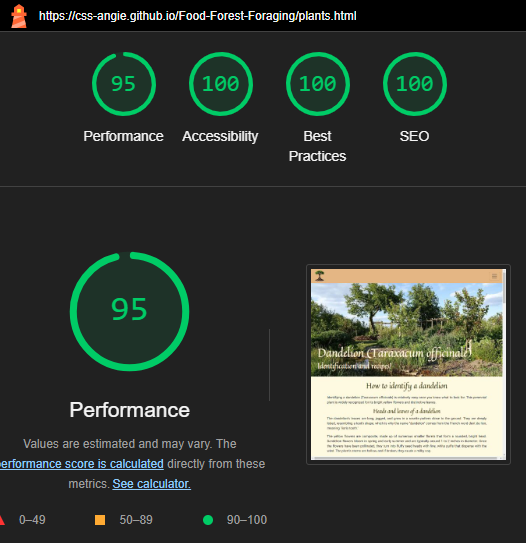 https://css-angie.github.io/Food-Forest-Foraging/plants.html
95
100
100
100
Performance
Accessibility
Best
Practices
SEO
95
Performance
Values are estimated and may vary. The
erformance score is calculated directly from these
metrics. See calculator.
0–49
50–89
90–100
Dandelion (Taraxacum officinale)
Identification and recipes!
How to identify a dandelion
Heads and leaves of a dandelion